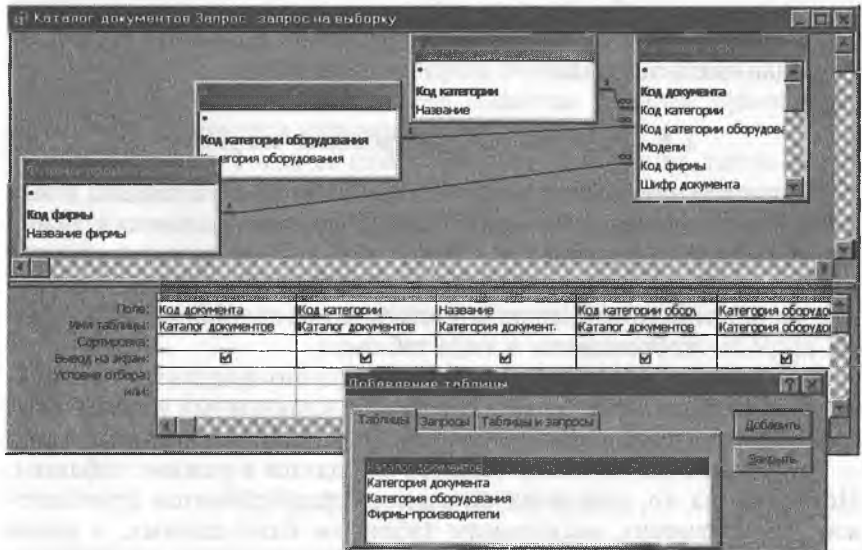 Каталог документов Запрос запрос на выборку
*
Код категории
Название
*
Код документа
Код категории
Код категории оборудова
Модели
Код фирмы
Шифр документа
*
Код категории оборудования
Категория оборудования
*
Код фирмы
Название фирмы
Поле: Код документа Код категории Название Код категории обору Категория оборудо
Имя таблицы: Каталог документов Каталог документов Категория документ. Каталог документов Категория оборудо
Сортировка:
Вывод на экран:
Условие отбора:
или:
Добавление таблицы
Таблицы Запросы Таблицы и запросы
Добавить
Закрыть
Каталог документов
Категория документа
Категория оборудования
Фирмы-производители